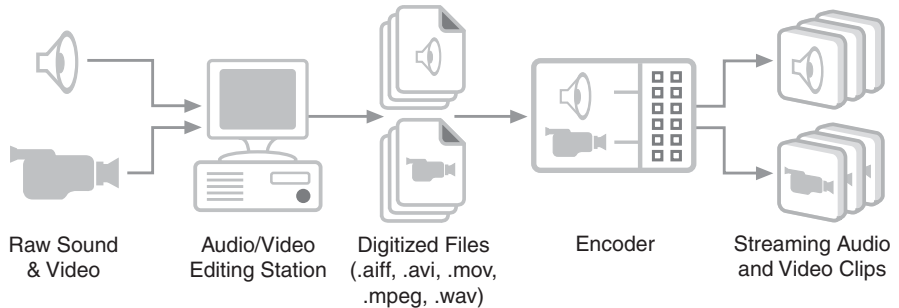 Raw Sound
& Video
Audio/Video
Editing Station
Digitized Files
(.aiff, .avi, .mov,
.mpeg, .wav)
Encoder
Streaming Audio
and Video Clips